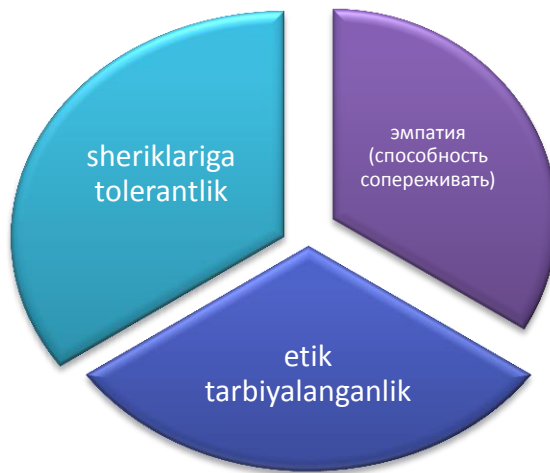 sheriklariga
tolerantlik
эмпатия
(способность
сопереживать)
etik
tarbiyalanganlik